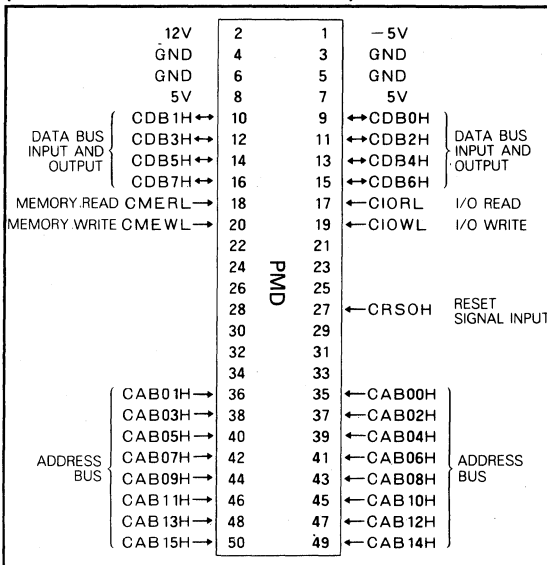 12V 2 1 −5V
GND 4 3 GND
GND 6 5 GND
5V 8 7 5V
CDB1H↔ 10 9 ↔CDB0H
DATA BUS INPUT AND OUTPUT
CDB3H↔ 12 11 ↔CDB2H
DATA BUS INPUT AND OUTPUT
CDB5H↔ 14 13 ↔CDB4H
CDB7H↔ 16 15 ↔CDB6H
MEMORY READ CMERL→ 18 17 ←CIORL I/O READ
MEMORY WRITE CMEWL→ 20 19 ←CIOWL I/O WRITE
22 21
24 23
PMD
26 25
28 27 ←CRSOH RESET SIGNAL INPUT
30 29
32 31
34 33
CAB01H→ 36 35 ←CAB00H
CAB03H→ 38 37 ←CAB02H
CAB05H→ 40 39 ←CAB04H
ADDRESS BUS
CAB07H→ 42 41 ←CAB06H
ADDRESS BUS
CAB09H→ 44 43 ←CAB08H
CAB11H→ 46 45 ←CAB10H
CAB13H→ 48 47 ←CAB12H
CAB15H→ 50 49 ←CAB14H